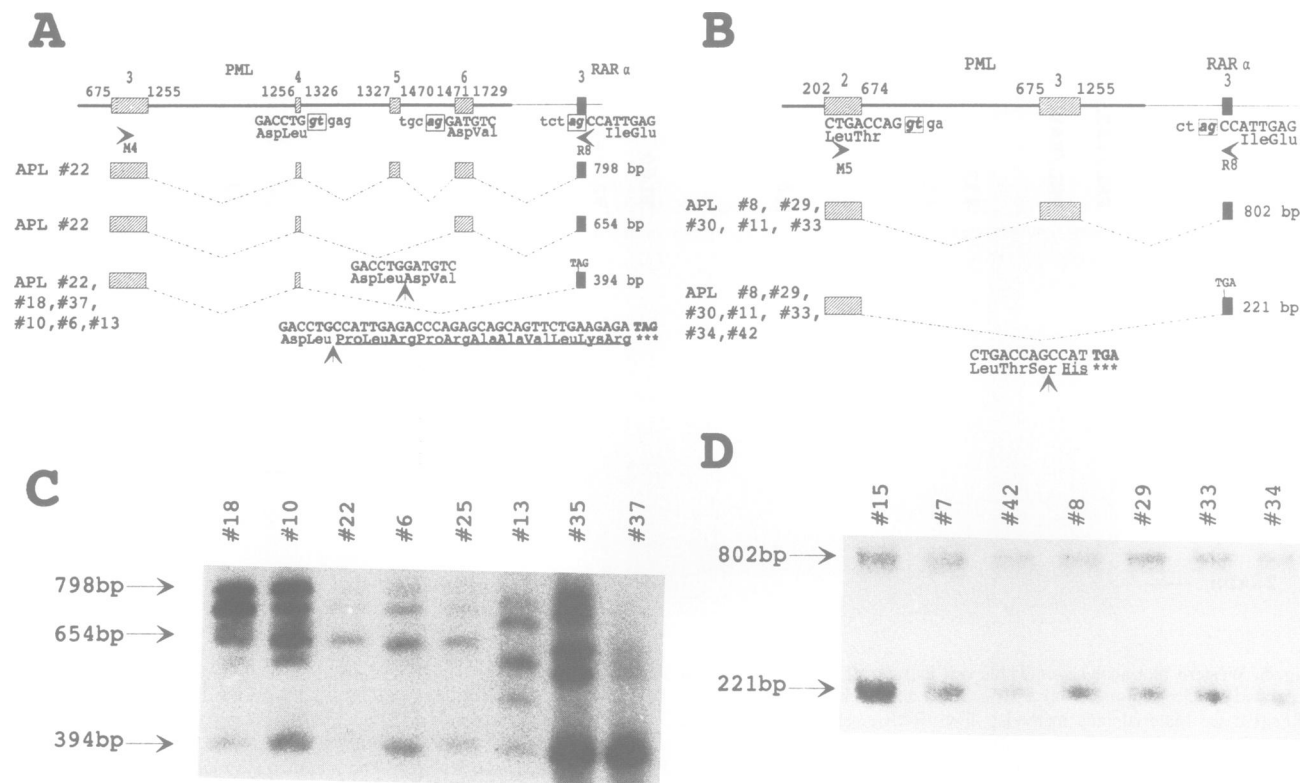 A
PML
RAR α
3 4 5 6 3
675 1255 1256 1326 1327 1470 1471 1729
GACCTG gt gag tgc ag GATGTC tct ag CCATTGAG
AspLeu AspVal IleGlu
M4 R8
APL #22 798 bp
APL #22 654 bp
GACCTGGATGTC
AspLeuAspVal
TAG
APL #22, 394 bp
#18,#37,
#10,#6,#13
GACCTGCCATTGAGACCCAGAGCAGCAGTTCTGAAGAGA TAG
AspLeu ProLeuArgProArgAlaAlaValLeuLysArg ***
B
PML RAR α
2 3 3
202 674 675 1255
CTGACCAG gt ga ct ag CCATTGAG
LeuThr IleGlu
M5 R8
APL #8, #29,
#30, #11, #33 802 bp
TGA
APL #8,#29,
#30,#11, #33, 221 bp
#34,#42
CTGACCAGCCAT TGA
LeuThrSer His ***
C
#18 #10 #22 #6 #25 #13 #35 #37
798bp
654bp
394bp
D
#15 #7 #42 #8 #29 #33 #34
802bp
221bp